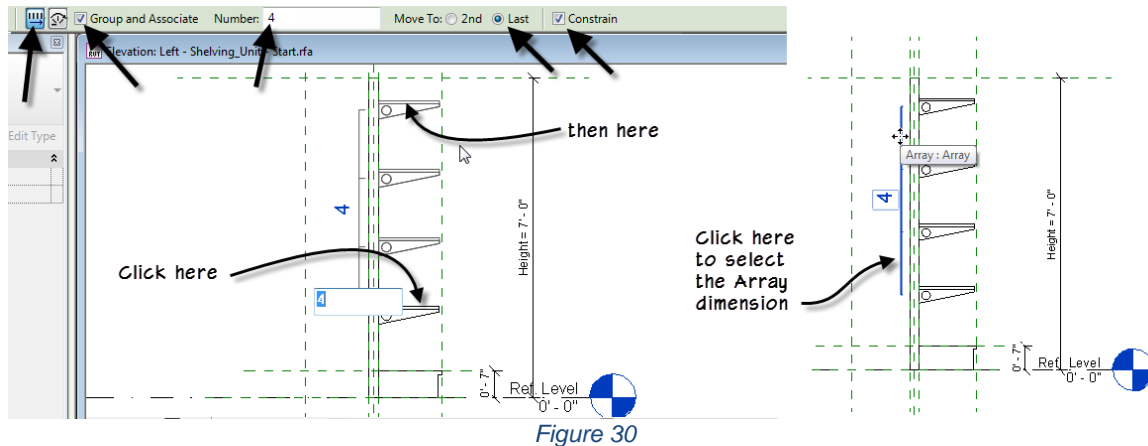 Group and Associate Number: 4 Move To: 2nd Last Constrain
Elevation: Left - Shelving_Unit Start.rfa
Edit Type
then here
4
Click here
4
Height = 7' - 0"
0' - 7"
Ref. Level
0' - 0"
Array : Array
4
Click here
to select
the Array
dimension
Height = 7' - 0"
0' - 7"
Ref. Level
0' - 0"
Figure 30